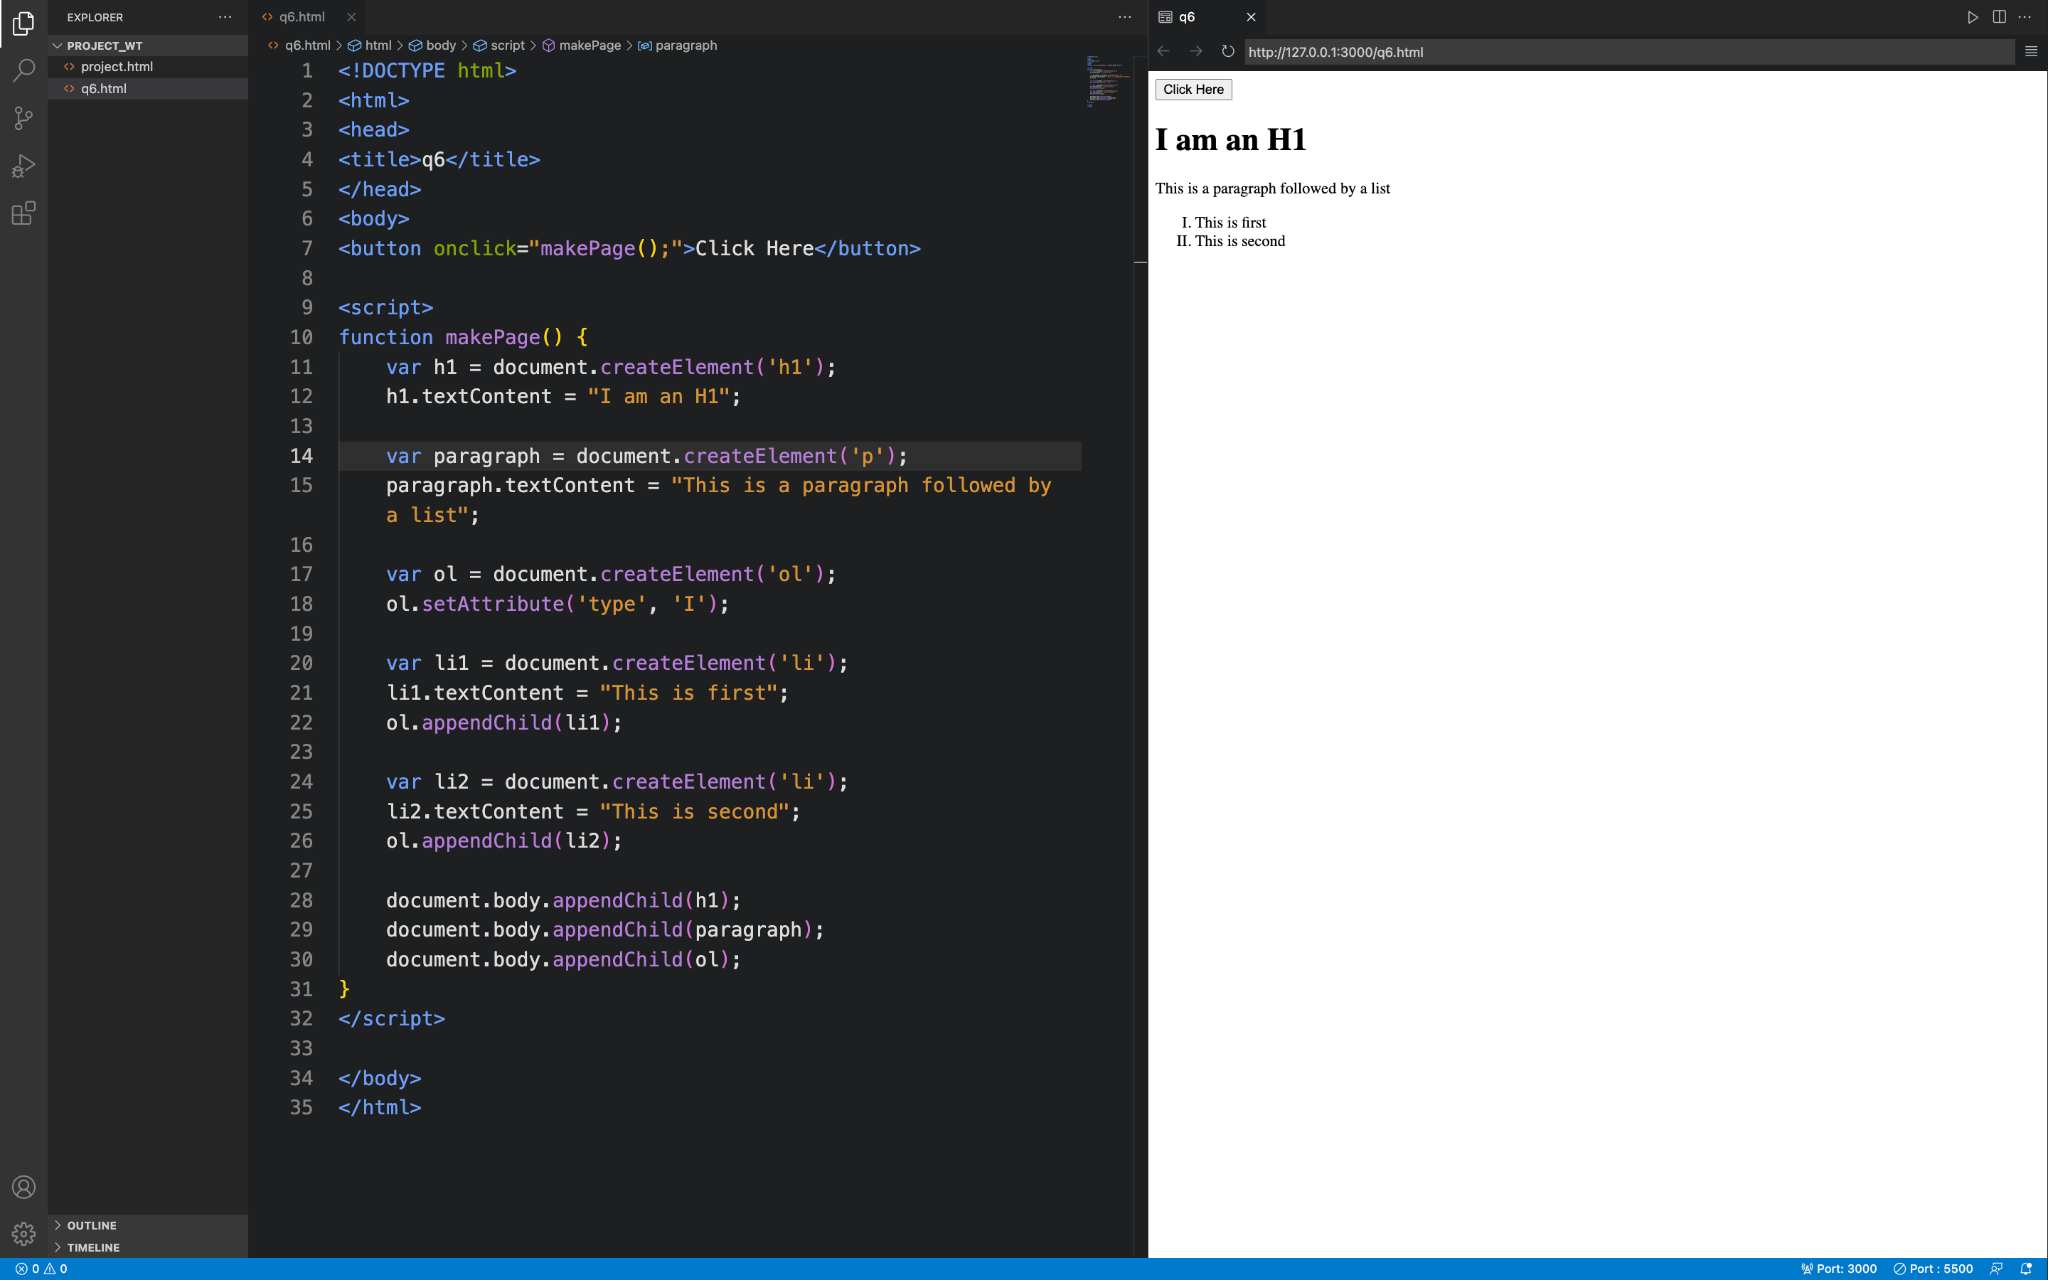 EXPLORER
PROJECT_WT
project.html
q6.html
OUTLINE
TIMELINE
q6.html
q6.html > html > body > script > makePage > paragraph
1 <!DOCTYPE html>
2 <html>
3 <head>
4 <title>q6</title>
5 </head>
6 <body>
7 <button onclick="makePage();">Click Here</button>
8
9 <script>
10 function makePage() {
11 var h1 = document.createElement('h1');
12 h1.textContent = "I am an H1";
13
14 var paragraph = document.createElement('p');
15 paragraph.textContent = "This is a paragraph followed by
a list";
16
17 var ol = document.createElement('ol');
18 ol.setAttribute('type', 'I');
19
20 var li1 = document.createElement('li');
21 li1.textContent = "This is first";
22 ol.appendChild(li1);
23
24 var li2 = document.createElement('li');
25 li2.textContent = "This is second";
26 ol.appendChild(li2);
27
28 document.body.appendChild(h1);
29 document.body.appendChild(paragraph);
30 document.body.appendChild(ol);
31 }
32 </script>
33
34 </body>
35 </html>
q6
http://127.0.0.1:3000/q6.html
Click Here
I am an H1
This is a paragraph followed by a list
I. This is first
II. This is second
0 0
Port: 3000 Port : 5500